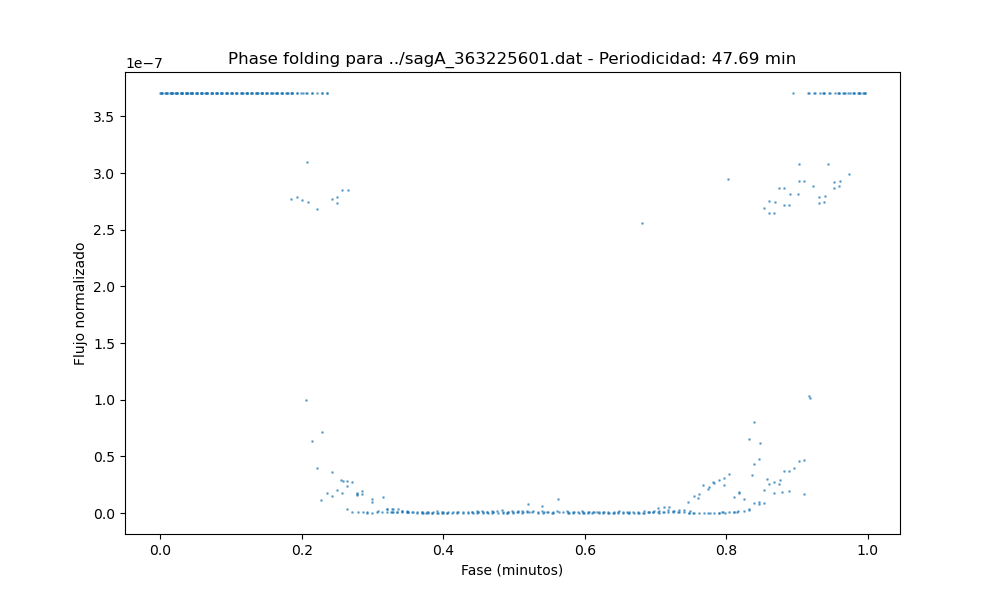 Phase folding para ../sagA_363225601.dat - Periodicidad: 47.69 min
1e−7
3.5
3.0
2.5
2.0
1.5
1.0
0.5
0.0
Flujo normalizado
0.0 0.2 0.4 0.6 0.8 1.0
Fase (minutos)